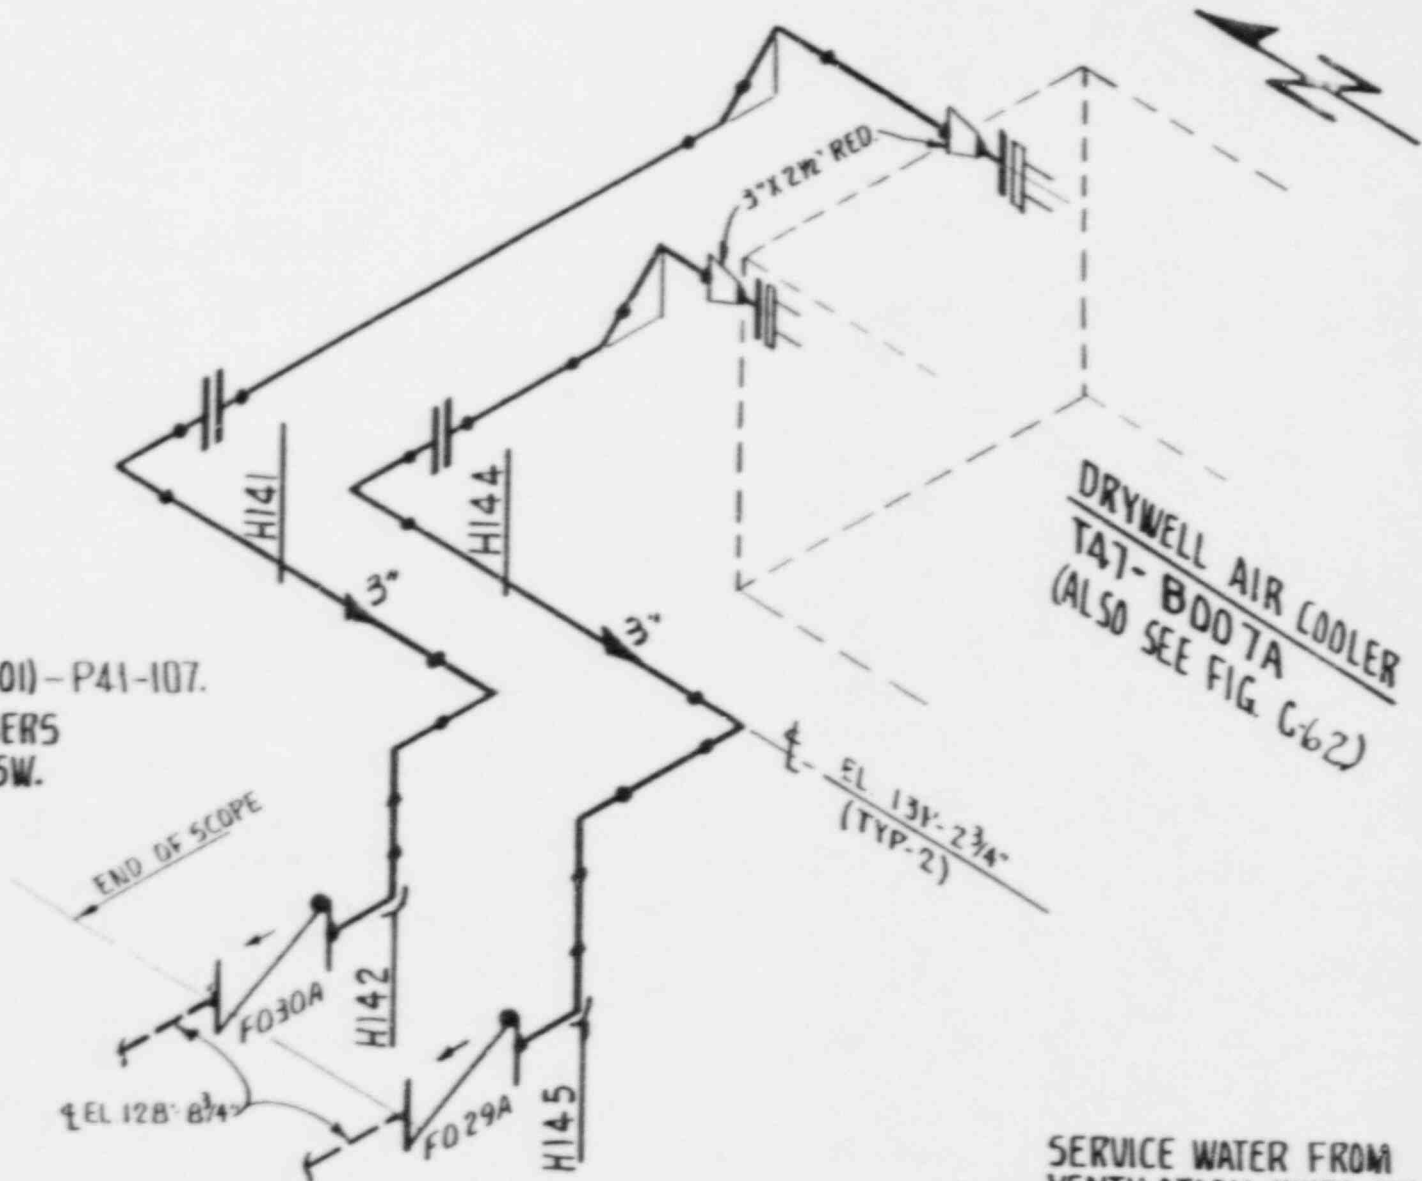 3"X 2½" RED.
H141
H144
3"
3"
DRYWELL AIR COOLER
T47-B007A
(ALSO SEE FIG. C-62)
01)-P41-107.
ERS
SW.
END OF SCOPE
℄
EL. 131'-2¾"
(TYP-2)
F030A
H142
℄ EL 128'-8¾"
F029A
H145
SERVICE WATER FROM